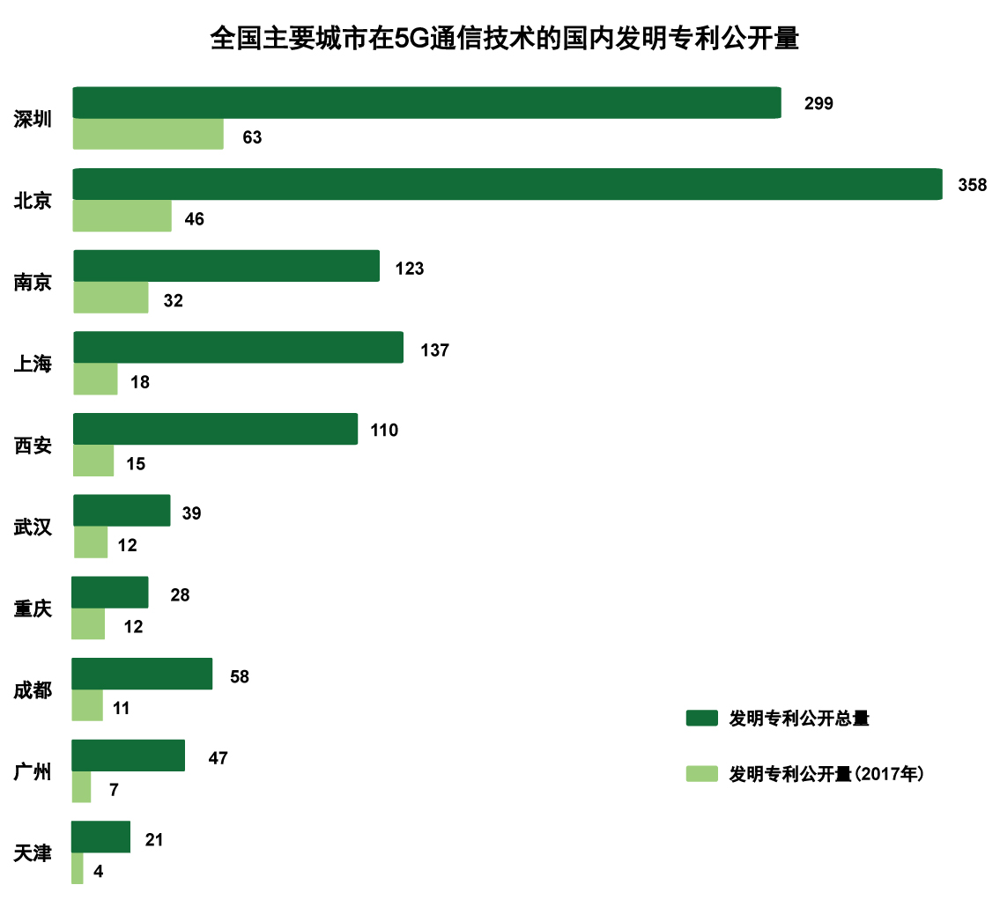 全国主要城市在5G通信技术的国内发明专利公开量
深圳
299
63
北京
358
46
南京
123
32
上海
137
18
西安
110
15
武汉
39
12
重庆
28
12
成都
58
11
广州
47
7
天津
21
4
发明专利公开总量
发明专利公开量(2017年)